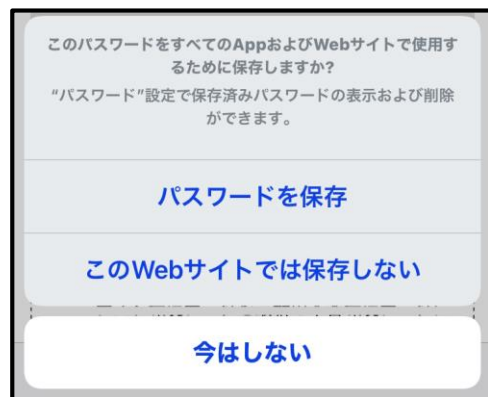 このパスワードをすべてのAppおよびWebサイトで使用す
るために保存しますか?
“パスワード”設定で保存済みパスワードの表示および削除
ができます。
パスワードを保存
このWebサイトでは保存しない
今はしない